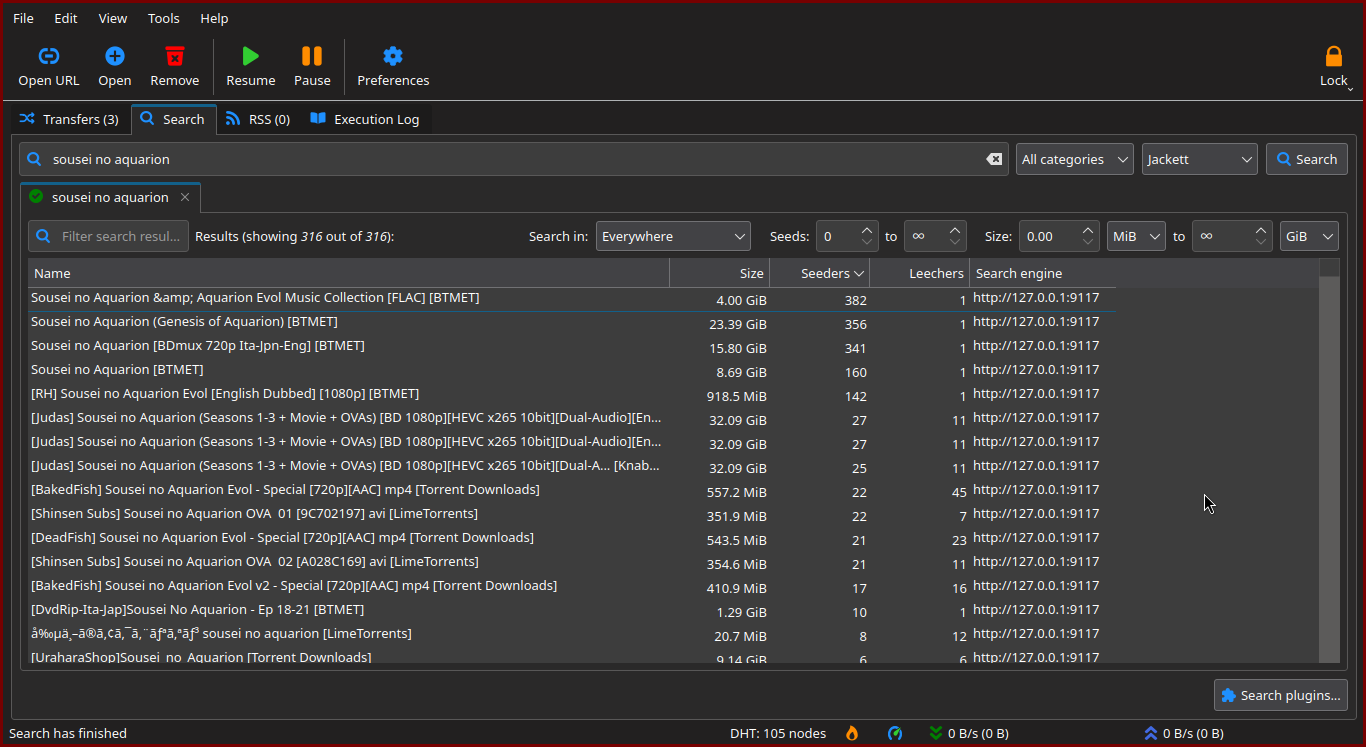 File Edit View Tools Help
Open URL Open Remove Resume Pause Preferences Lock
Transfers (3) Search RSS (0) Execution Log
sousei no aquarion All categories Jackett Search
sousei no aquarion
Filter search resul... Results (showing 316 out of 316): Search in: Everywhere Seeds: 0 to ∞ Size: 0.00 MiB to ∞ GiB
Name Size Seeders Leechers Search engine
Sousei no Aquarion &amp; Aquarion Evol Music Collection [FLAC] [BTMET] 4.00 GiB 382 1 http://127.0.0.1:9117
Sousei no Aquarion (Genesis of Aquarion) [BTMET] 23.39 GiB 356 1 http://127.0.0.1:9117
Sousei no Aquarion [BDmux 720p Ita-Jpn-Eng] [BTMET] 15.80 GiB 341 1 http://127.0.0.1:9117
Sousei no Aquarion [BTMET] 8.69 GiB 160 1 http://127.0.0.1:9117
[RH] Sousei no Aquarion Evol [English Dubbed] [1080p] [BTMET] 918.5 MiB 142 1 http://127.0.0.1:9117
[Judas] Sousei no Aquarion (Seasons 1-3 + Movie + OVAs) [BD 1080p][HEVC x265 10bit][Dual-Audio][En... 32.09 GiB 27 11 http://127.0.0.1:9117
[Judas] Sousei no Aquarion (Seasons 1-3 + Movie + OVAs) [BD 1080p][HEVC x265 10bit][Dual-Audio][En... 32.09 GiB 27 11 http://127.0.0.1:9117
[Judas] Sousei no Aquarion (Seasons 1-3 + Movie + OVAs) [BD 1080p][HEVC x265 10bit][Dual-A... [Knab... 32.09 GiB 25 11 http://127.0.0.1:9117
[BakedFish] Sousei no Aquarion Evol - Special [720p][AAC] mp4 [Torrent Downloads] 557.2 MiB 22 45 http://127.0.0.1:9117
[Shinsen Subs] Sousei no Aquarion OVA 01 [9C702197] avi [LimeTorrents] 351.9 MiB 22 7 http://127.0.0.1:9117
[DeadFish] Sousei no Aquarion Evol - Special [720p][AAC] mp4 [Torrent Downloads] 543.5 MiB 21 23 http://127.0.0.1:9117
[Shinsen Subs] Sousei no Aquarion OVA 02 [A028C169] avi [LimeTorrents] 354.6 MiB 21 11 http://127.0.0.1:9117
[BakedFish] Sousei no Aquarion Evol v2 - Special [720p][AAC] mp4 [Torrent Downloads] 410.9 MiB 17 16 http://127.0.0.1:9117
[DvdRip-Ita-Jap]Sousei No Aquarion - Ep 18-21 [BTMET] 1.29 GiB 10 1 http://127.0.0.1:9117
sousei no aquarion [LimeTorrents] 20.7 MiB 8 12 http://127.0.0.1:9117
[UraharaShop]Sousei_no_Aquarion [Torrent Downloads] 9.14 GiB 6 6 http://127.0.0.1:9117
Search plugins...
Search has finished DHT: 105 nodes 0 B/s (0 B) 0 B/s (0 B)